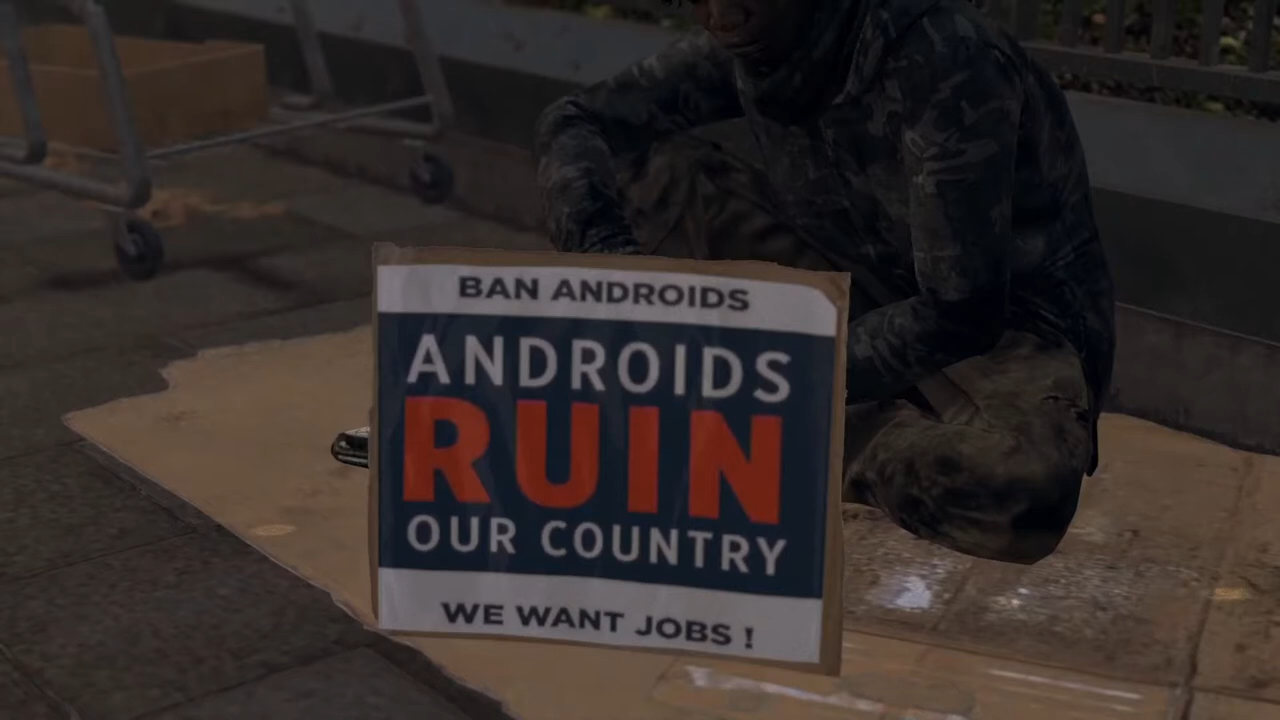 BAN ANDROIDS
ANDROIDS
RUIN
OUR COUNTRY
WE WANT JOBS !